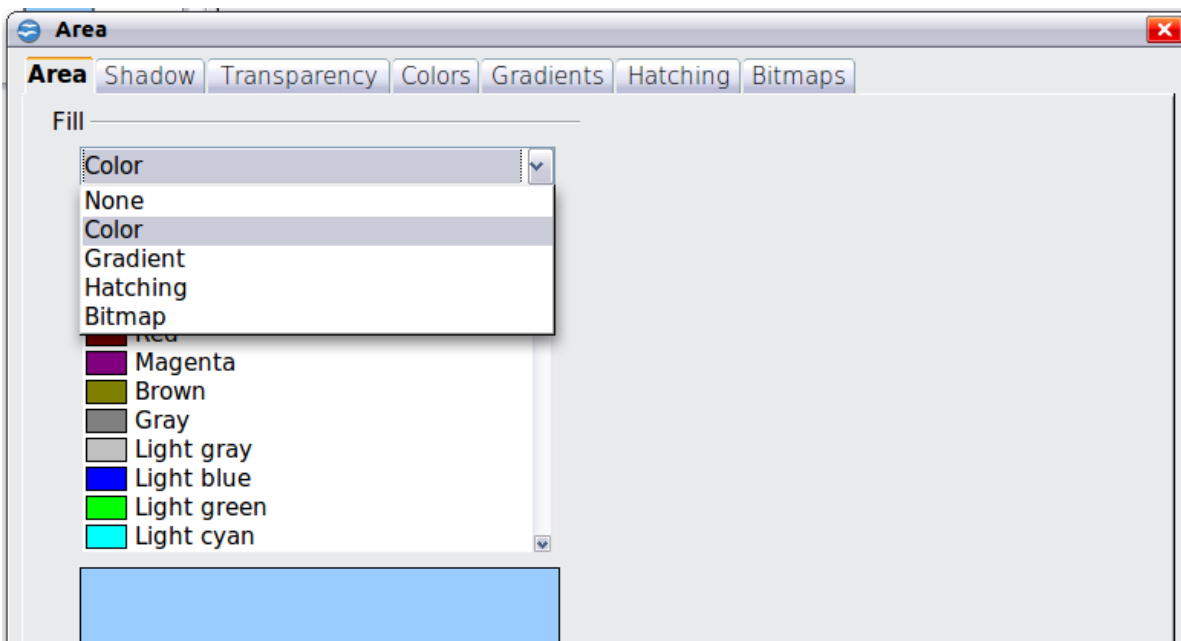 Area
Area Shadow Transparency Colors Gradients Hatching Bitmaps
Fill
Color
None
Color
Gradient
Hatching
Bitmap
Red
Magenta
Brown
Gray
Light gray
Light blue
Light green
Light cyan